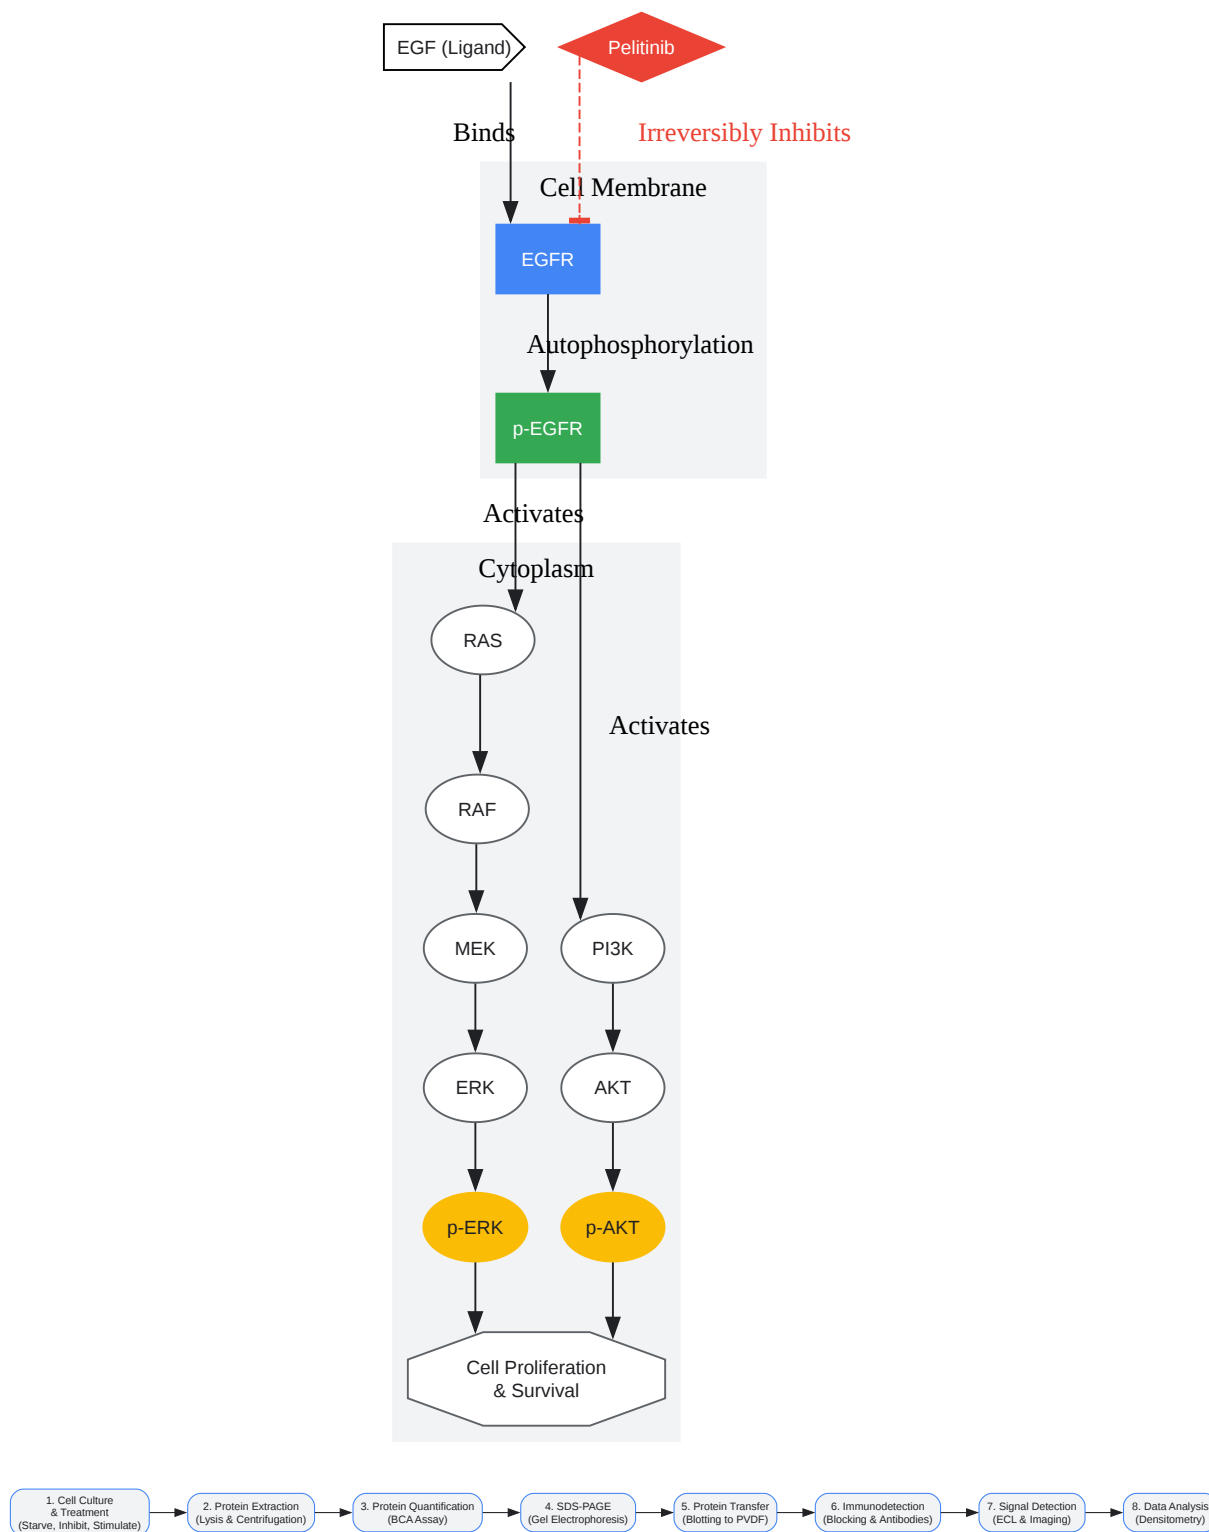 EGF (Ligand)
Pelitinib
Binds
Irreversibly Inhibits
Cell Membrane
EGFR
Autophosphorylation
p-EGFR
Activates
Cytoplasm
RAS
Activates
RAF
MEK
PI3K
ERK
AKT
p-ERK
p-AKT
Cell Proliferation
& Survival
1. Cell Culture
& Treatment
(Starve, Inhibit, Stimulate)
2. Protein Extraction
(Lysis & Centrifugation)
3. Protein Quantification
(BCA Assay)
4. SDS-PAGE
(Gel Electrophoresis)
5. Protein Transfer
(Blotting to PVDF)
6. Immunodetection
(Blocking & Antibodies)
7. Signal Detection
(ECL & Imaging)
8. Data Analysis
(Densitometry)